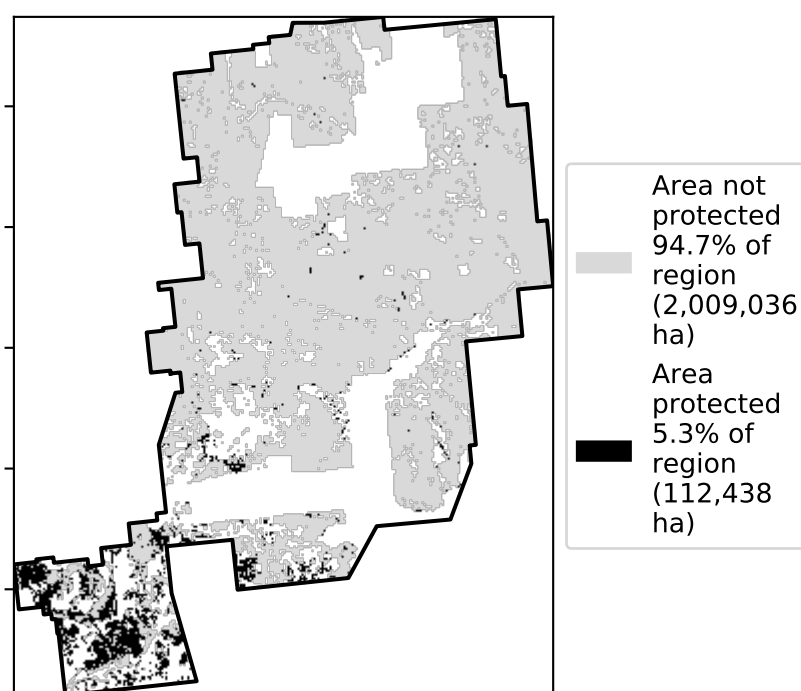 Area not
protected
94.7% of
region
(2,009,036
ha)
Area
protected
5.3% of
region
(112,438
ha)